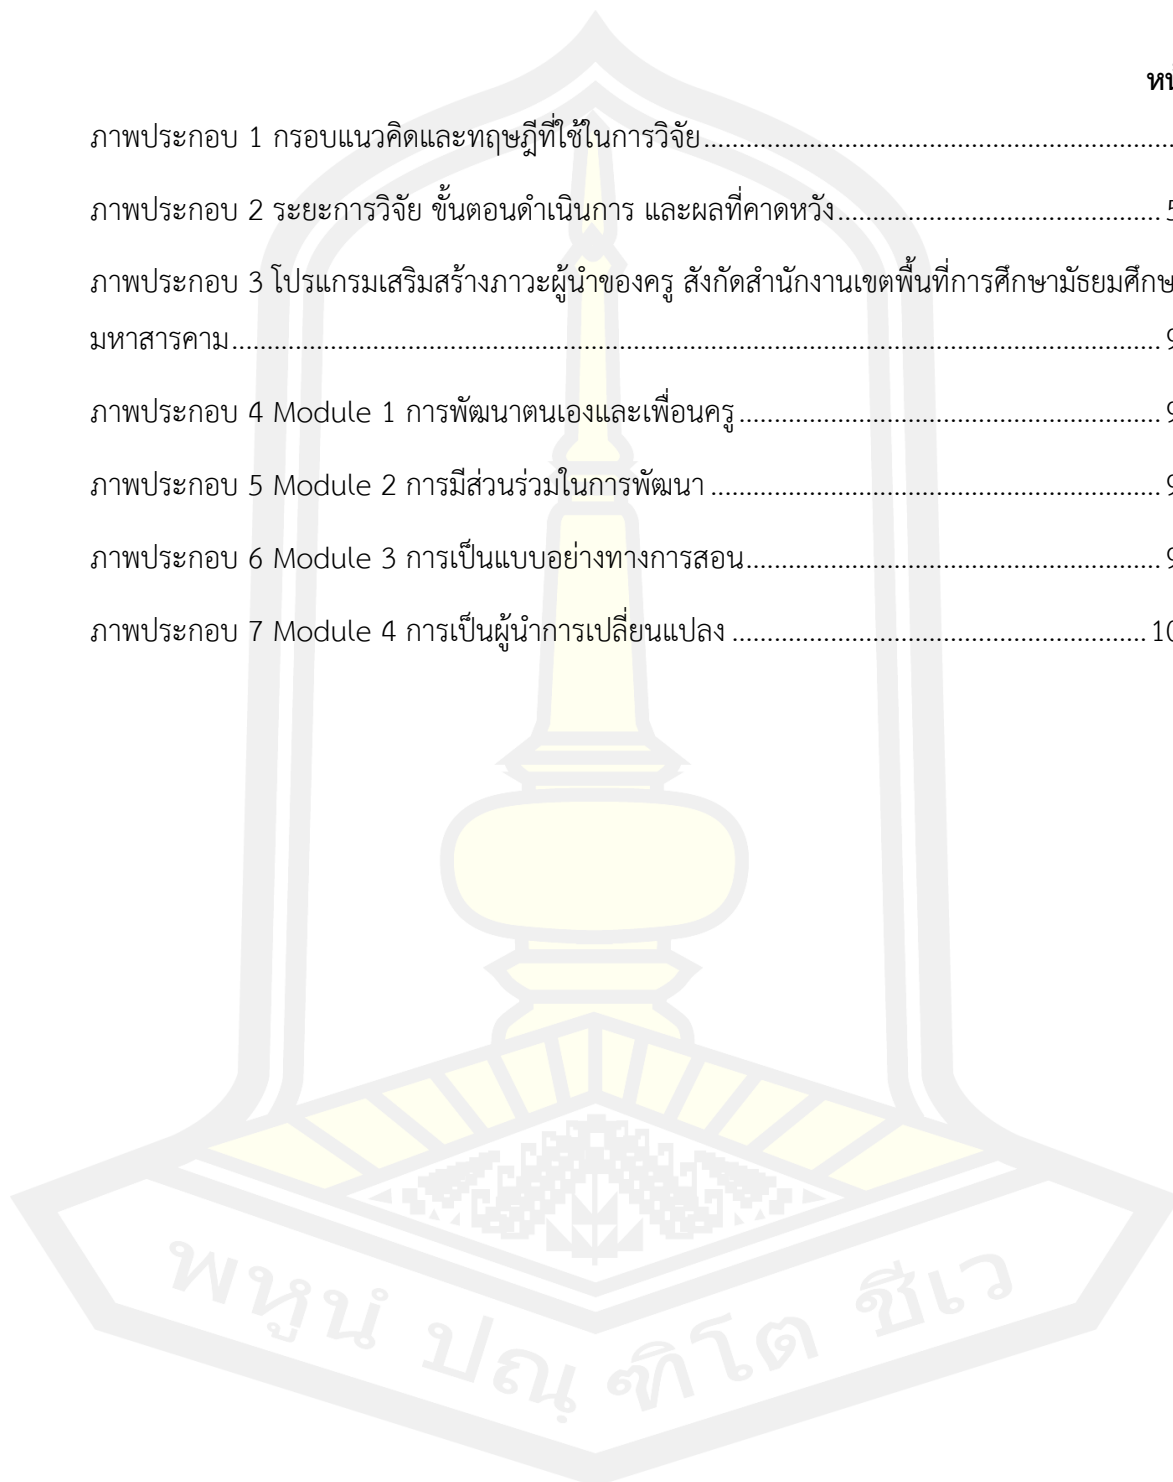 ภาพประกอบ 1 กรอบแนวคิดและทฤษฎีที่ใช้ในการวิจัย
ภาพประกอบ 2 ระยะการวิจัย ขั้นตอนดำเนินการ และผลที่คาดหวัง
ภาพประกอบ 3 โปรแกรมเสริมสร้างภาวะผู้นำของครู สังกัดสำนักงานเขตพื้นที่การศึกษามัธยมศึกษ
มหาสารคาม
ภาพประกอบ 4 Module 1 การพัฒนาตนเองและเพื่อนครู
ภาพประกอบ 5 Module 2 การมีส่วนร่วมในการพัฒนา
ภาพประกอบ 6 Module 3 การเป็นแบบอย่างทางการสอน
ภาพประกอบ 7 Module 4 การเป็นผู้นำการเปลี่ยนแปลง
พหูนํ ปณฺฑิโต ชีเว